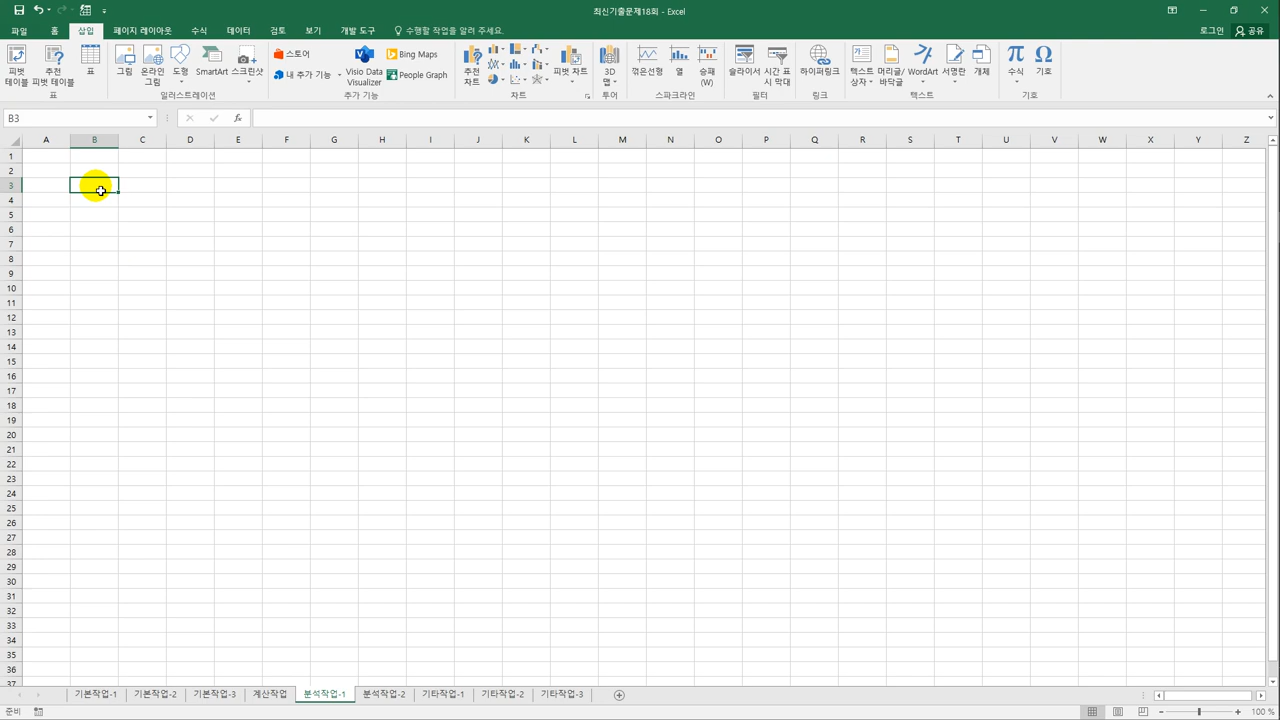 최신기출문제18회 - Excel
파일 홈 삽입 페이지 레이아웃 수식 데이터 검토 보기 개발 도구 수행할 작업을 알려 주세요. 로그인 공유
피벗 테이블 추천 피벗 테이블 표
표
그림 온라인 그림 도형 SmartArt 스크린샷
일러스트레이션
스토어
내 추가 기능
Visio Data Visualizer
Bing Maps
People Graph
추가 기능
추천 차트 피벗 차트
차트
3D 맵
투어
꺾은선형 열 승패 (W)
스파크라인
슬라이서 시간 표시 막대
필터
하이퍼링크
링크
텍스트 상자 머리글/바닥글 WordArt 서명란 개체
텍스트
π 수식 Ω 기호
기호
B3 fx
A B C D E F G H I J K L M N O P Q R S T U V W X Y Z
1
2
3
4
5
6
7
8
9
10
11
12
13
14
15
16
17
18
19
20
21
22
23
24
25
26
27
28
29
30
31
32
33
34
35
36
37
기본작업-1 기본작업-2 기본작업-3 계산작업 분석작업-1 분석작업-2 기타작업-1 기타작업-2 기타작업-3
준비 100 %